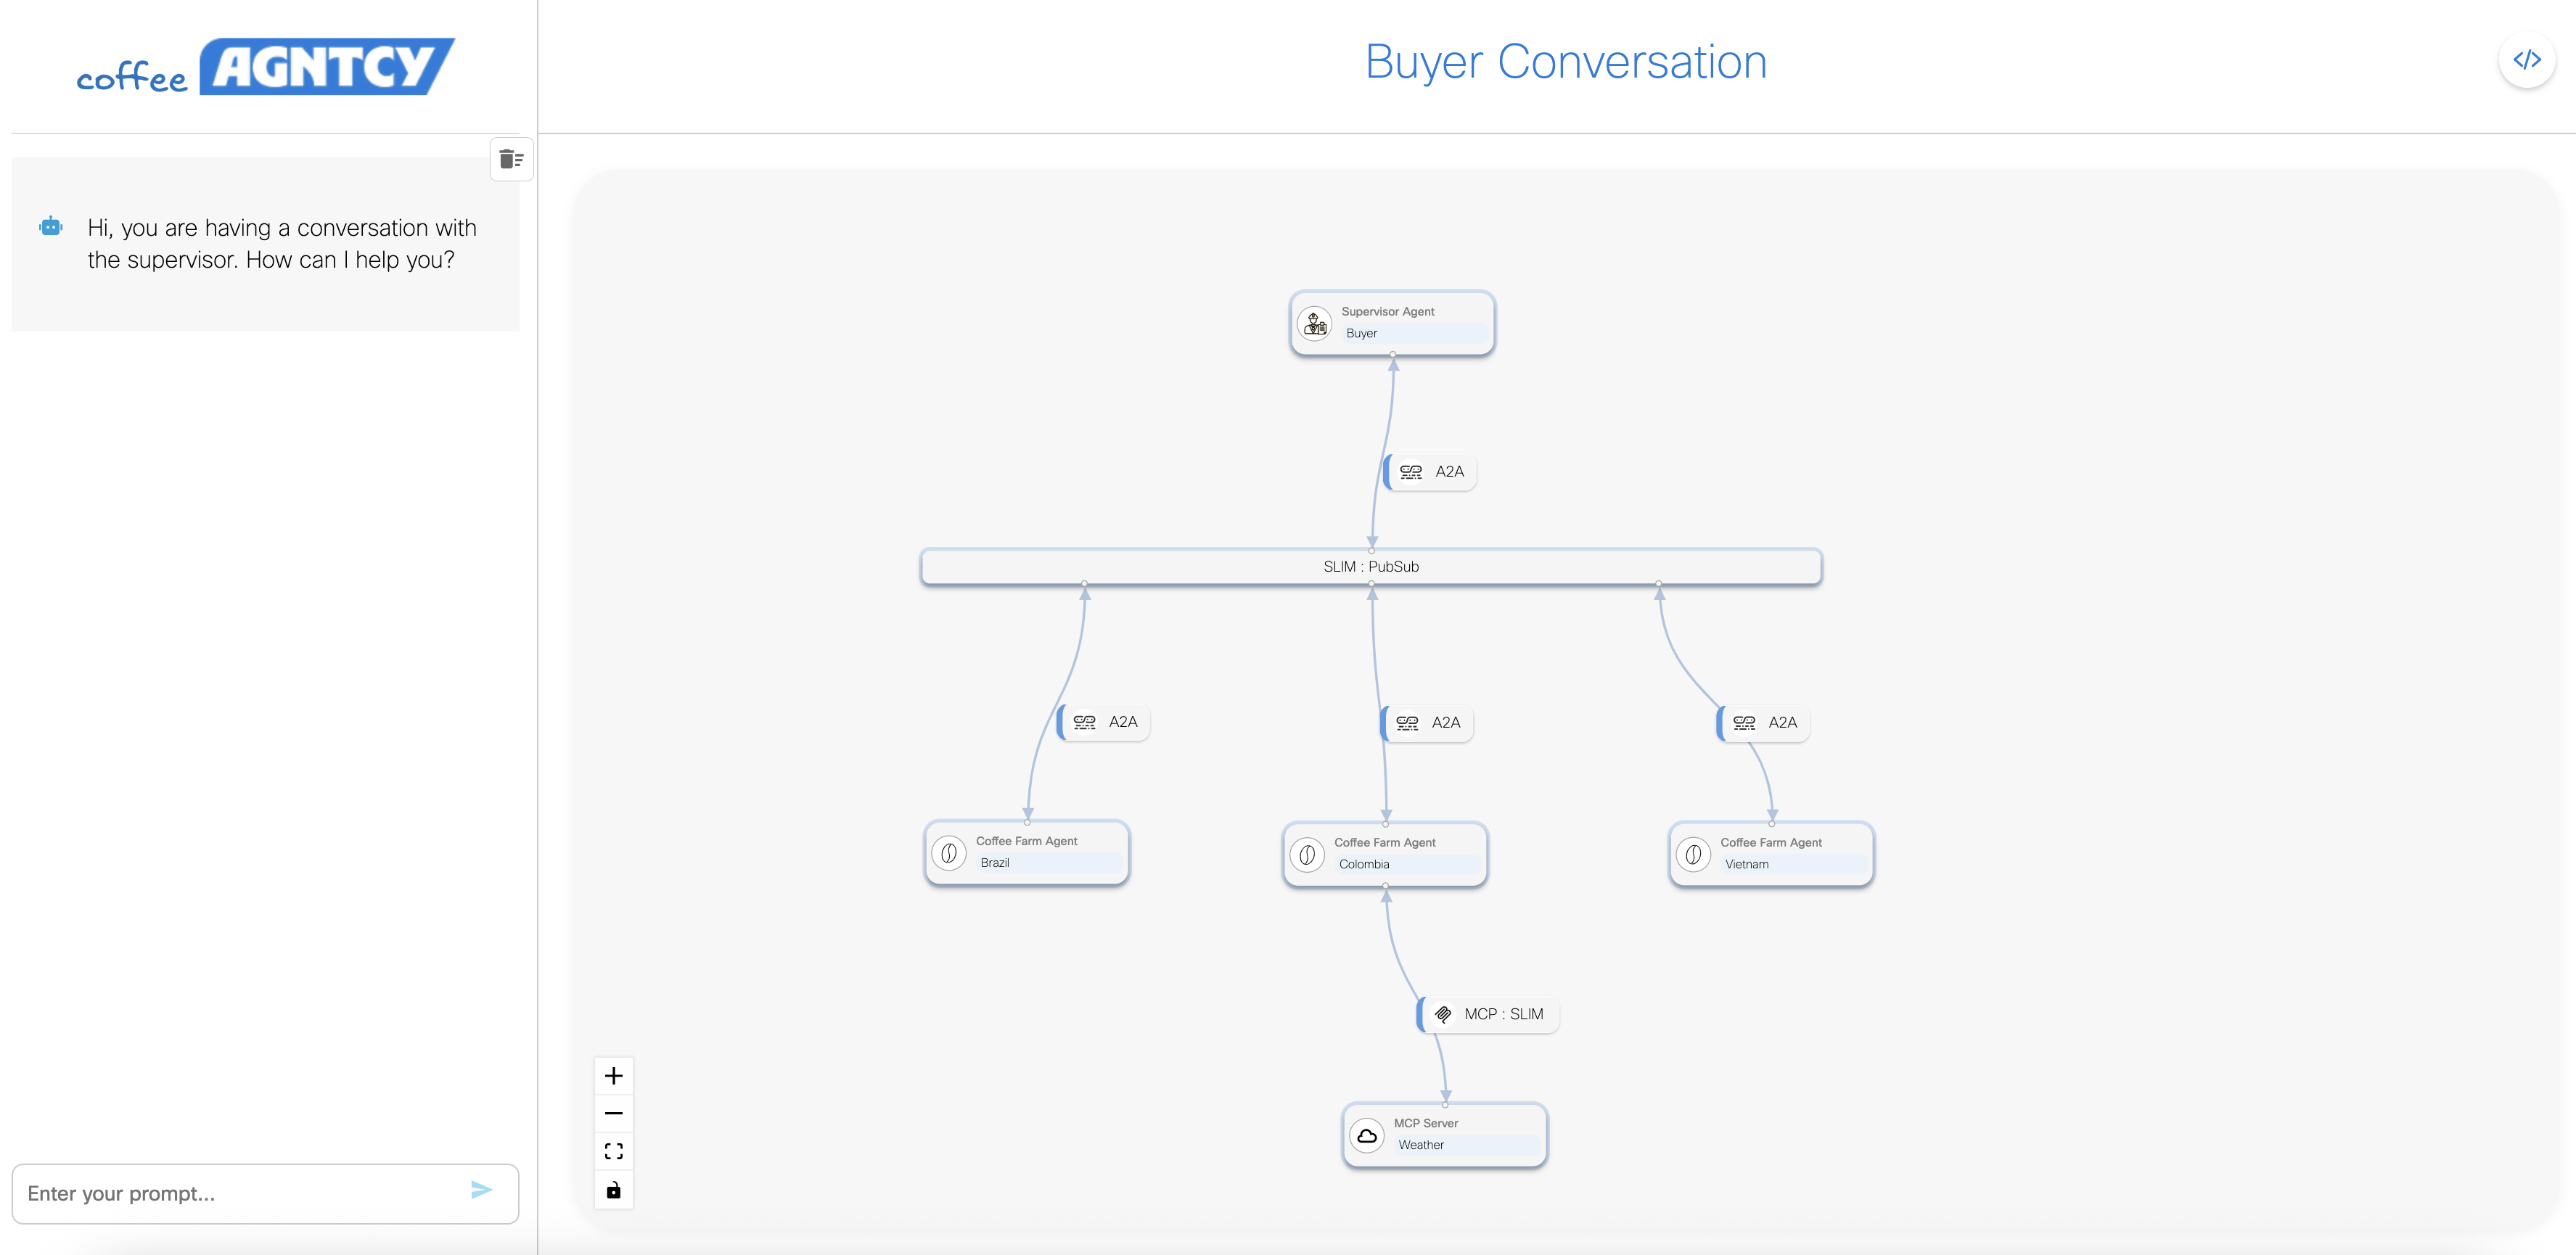 coffee AGNTCY
Buyer Conversation
Hi, you are having a conversation with
the supervisor. How can I help you?
Supervisor Agent
Buyer
A2A
SLIM : PubSub
A2A
A2A
A2A
Coffee Farm Agent
Brazil
Coffee Farm Agent
Colombia
Coffee Farm Agent
Vietnam
MCP : SLIM
MCP Server
Weather
Enter your prompt...